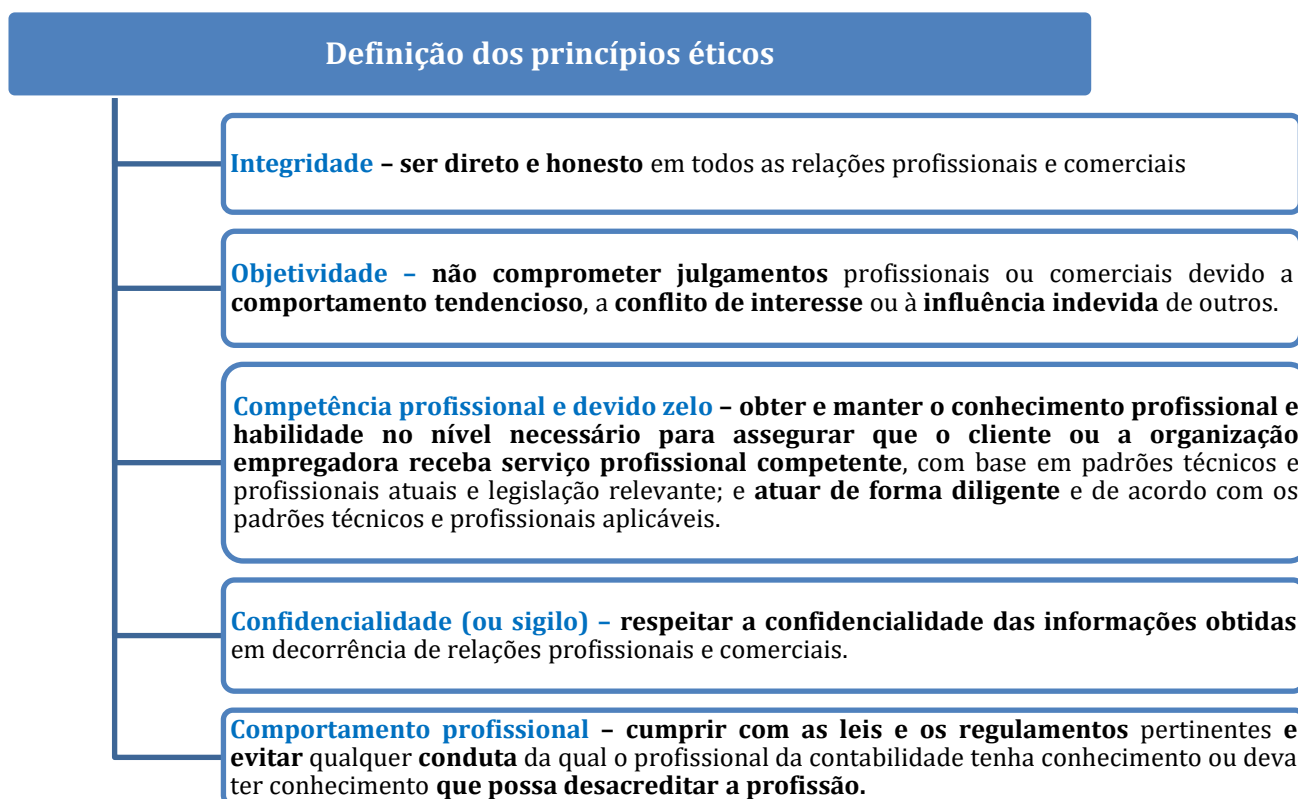 Definição dos princípios éticos
Integridade – ser direto e honesto em todos as relações profissionais e comerciais
Objetividade – não comprometer julgamentos profissionais ou comerciais devido a
comportamento tendencioso, a conflito de interesse ou à influência indevida de outros.
Competência profissional e devido zelo – obter e manter o conhecimento profissional e
habilidade no nível necessário para assegurar que o cliente ou a organização
empregadora receba serviço profissional competente, com base em padrões técnicos e
profissionais atuais e legislação relevante; e atuar de forma diligente e de acordo com os
padrões técnicos e profissionais aplicáveis.
Confidencialidade (ou sigilo) – respeitar a confidencialidade das informações obtidas
em decorrência de relações profissionais e comerciais.
Comportamento profissional – cumprir com as leis e os regulamentos pertinentes e
evitar qualquer conduta da qual o profissional da contabilidade tenha conhecimento ou deva
ter conhecimento que possa desacreditar a profissão.